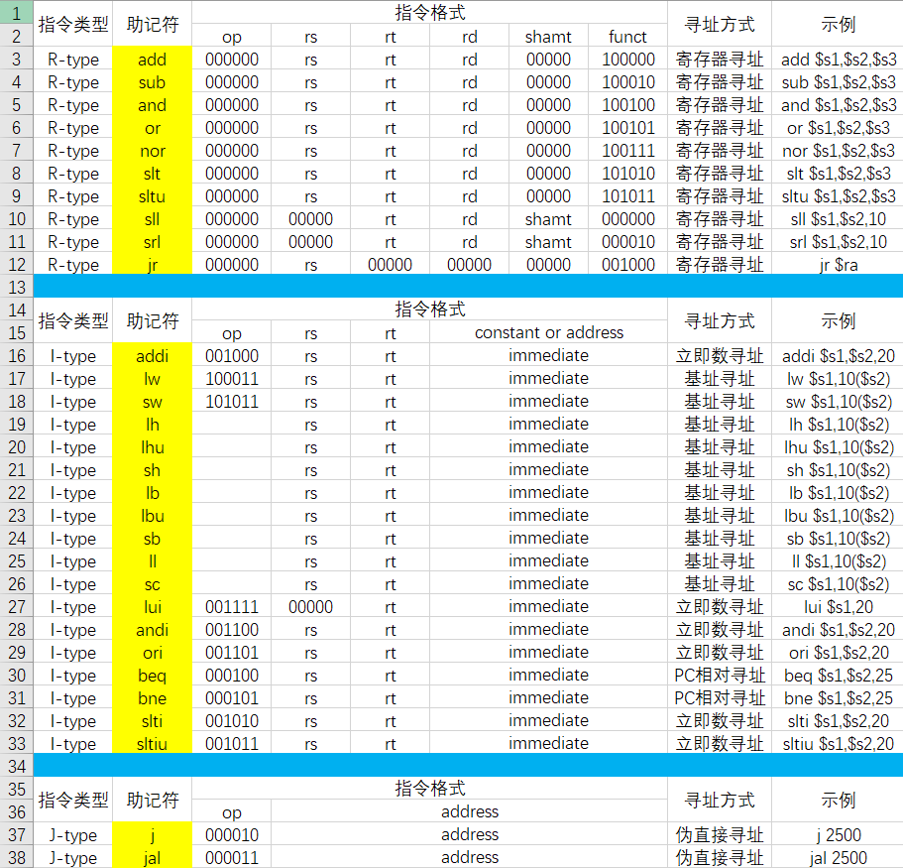 1 指令类型 助记符 指令格式 寻址方式 示例
2 op rs rt rd shamt funct
3 R-type add 000000 rs rt rd 00000 100000 寄存器寻址 add $s1,$s2,$s3
4 R-type sub 000000 rs rt rd 00000 100010 寄存器寻址 sub $s1,$s2,$s3
5 R-type and 000000 rs rt rd 00000 100100 寄存器寻址 and $s1,$s2,$s3
6 R-type or 000000 rs rt rd 00000 100101 寄存器寻址 or $s1,$s2,$s3
7 R-type nor 000000 rs rt rd 00000 100111 寄存器寻址 nor $s1,$s2,$s3
8 R-type slt 000000 rs rt rd 00000 101010 寄存器寻址 slt $s1,$s2,$s3
9 R-type sltu 000000 rs rt rd 00000 101011 寄存器寻址 sltu $s1,$s2,$s3
10 R-type sll 000000 00000 rt rd shamt 000000 寄存器寻址 sll $s1,$s2,10
11 R-type srl 000000 00000 rt rd shamt 000010 寄存器寻址 srl $s1,$s2,10
12 R-type jr 000000 rs 00000 00000 00000 001000 寄存器寻址 jr $ra
13
14 指令类型 助记符 指令格式 寻址方式 示例
15 op rs rt constant or address
16 I-type addi 001000 rs rt immediate 立即数寻址 addi $s1,$s2,20
17 I-type lw 100011 rs rt immediate 基址寻址 lw $s1,10($s2)
18 I-type sw 101011 rs rt immediate 基址寻址 sw $s1,10($s2)
19 I-type lh rs rt immediate 基址寻址 lh $s1,10($s2)
20 I-type lhu rs rt immediate 基址寻址 lhu $s1,10($s2)
21 I-type sh rs rt immediate 基址寻址 sh $s1,10($s2)
22 I-type lb rs rt immediate 基址寻址 lb $s1,10($s2)
23 I-type lbu rs rt immediate 基址寻址 lbu $s1,10($s2)
24 I-type sb rs rt immediate 基址寻址 sb $s1,10($s2)
25 I-type ll rs rt immediate 基址寻址 ll $s1,10($s2)
26 I-type sc rs rt immediate 基址寻址 sc $s1,10($s2)
27 I-type lui 001111 00000 rt immediate 立即数寻址 lui $s1,20
28 I-type andi 001100 rs rt immediate 立即数寻址 andi $s1,$s2,20
29 I-type ori 001101 rs rt immediate 立即数寻址 ori $s1,$s2,20
30 I-type beq 000100 rs rt immediate PC相对寻址 beq $s1,$s2,25
31 I-type bne 000101 rs rt immediate PC相对寻址 bne $s1,$s2,25
32 I-type slti 001010 rs rt immediate 立即数寻址 slti $s1,$s2,20
33 I-type sltiu 001011 rs rt immediate 立即数寻址 sltiu $s1,$s2,20
34
35 指令类型 助记符 指令格式 寻址方式 示例
36 op address
37 J-type j 000010 address 伪直接寻址 j 2500
38 J-type jal 000011 address 伪直接寻址 jal 2500